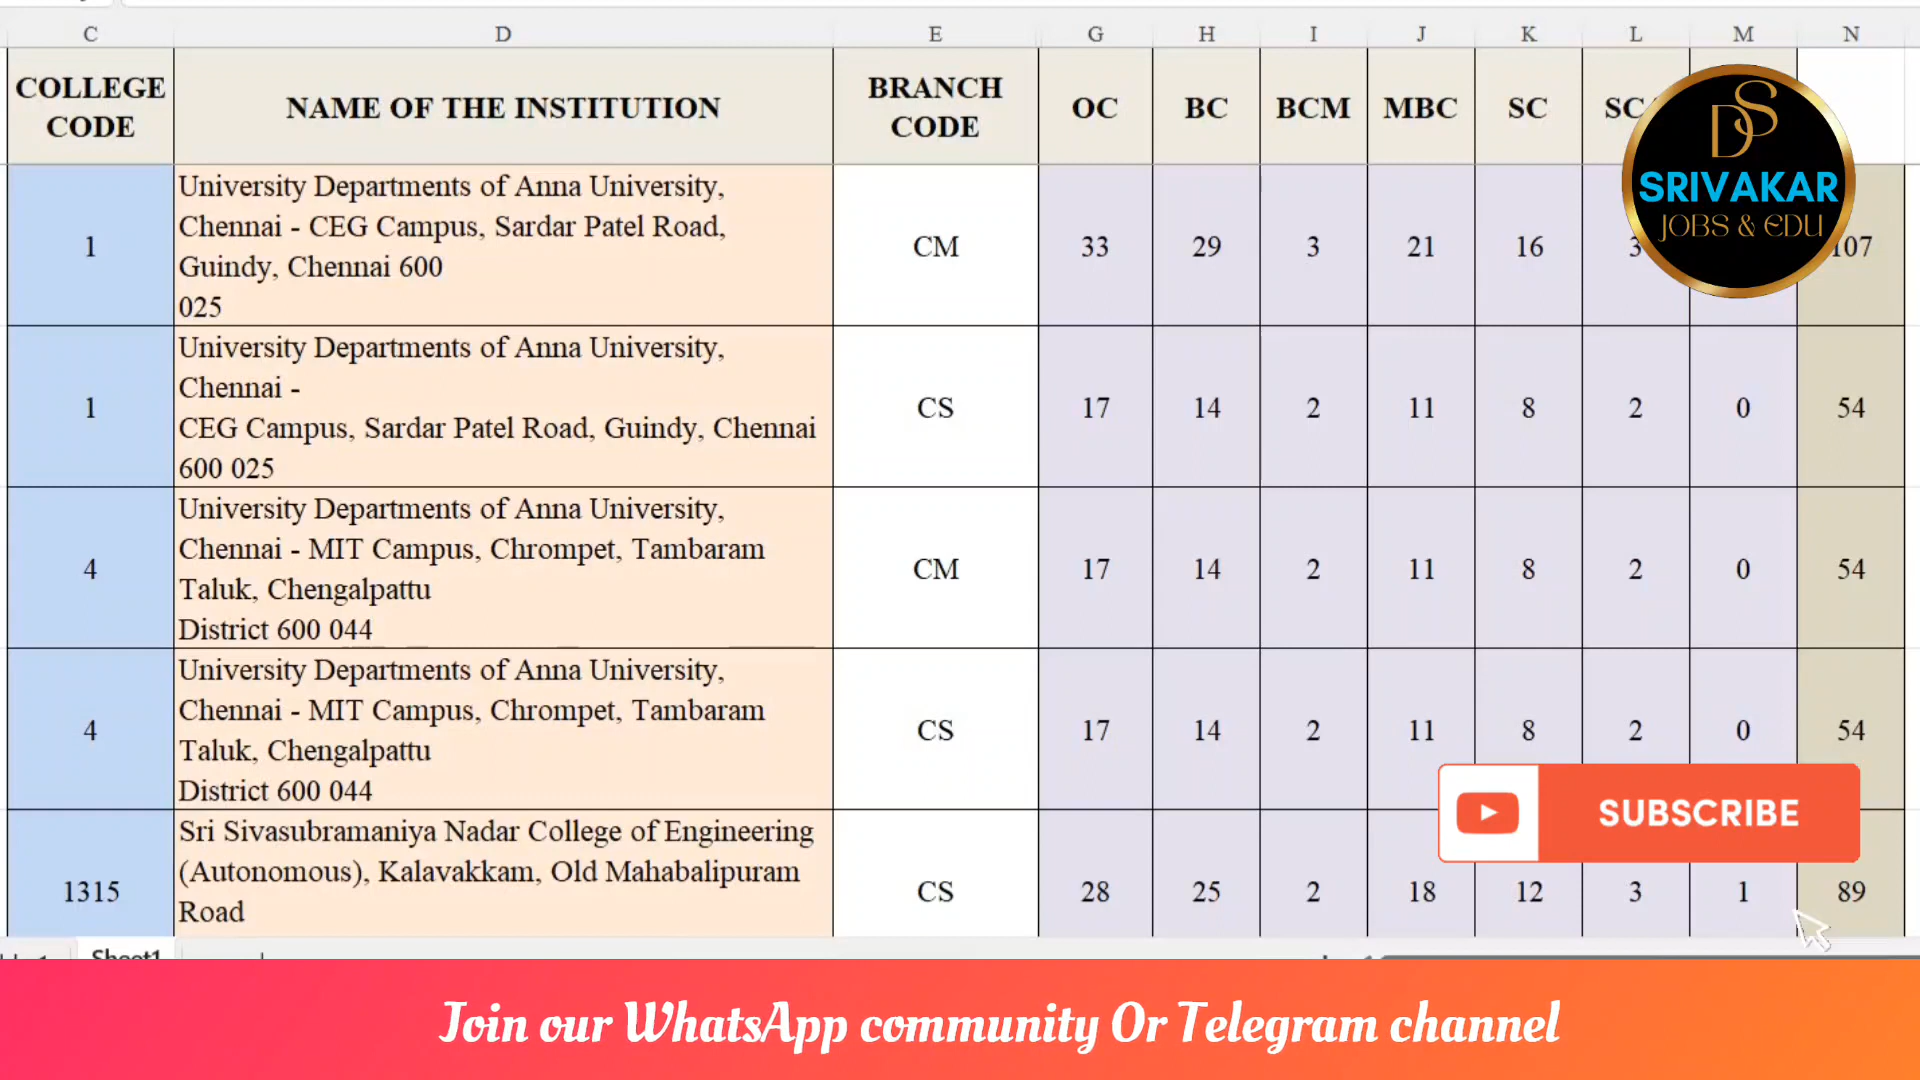 C D E G H I J K L M N
COLLEGE CODE NAME OF THE INSTITUTION BRANCH CODE OC BC BCM MBC SC
DS
SRIVAKAR
JOBS & EDU
1
University Departments of Anna University,
Chennai - CEG Campus, Sardar Patel Road,
Guindy, Chennai 600
025
CM 33 29 3 21 16 3 107
1
University Departments of Anna University,
Chennai -
CEG Campus, Sardar Patel Road, Guindy, Chennai
600 025
CS 17 14 2 11 8 2 0 54
4
University Departments of Anna University,
Chennai - MIT Campus, Chrompet, Tambaram
Taluk, Chengalpattu
District 600 044
CM 17 14 2 11 8 2 0 54
4
University Departments of Anna University,
Chennai - MIT Campus, Chrompet, Tambaram
Taluk, Chengalpattu
District 600 044
CS 17 14 2 11 8 2 0 54
SUBSCRIBE
1315
Sri Sivasubramaniya Nadar College of Engineering
(Autonomous), Kalavakkam, Old Mahabalipuram
Road
CS 28 25 2 18 12 3 1 89
Sheet1
Join our WhatsApp community Or Telegram channel